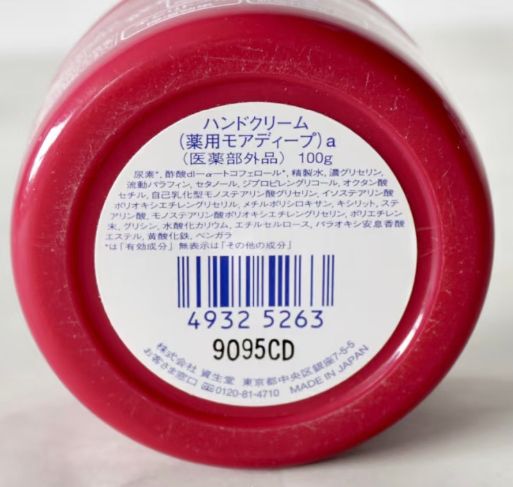 ハンドクリーム
（薬用モアディープ）a
（医薬部外品） 100g
尿素*, 酢酸dl－α－トコフェロール*, 精製水, 濃グリセリン,
流動パラフィン, セタノール, ジプロピレングリコール, オクタン酸
セチル, 自己乳化型モノステアリン酸グリセリン, イソステアリン酸
ポリオキシエチレングリセリル, メチルポリシロキサン, キシリット, ステ
アリン酸, モノステアリン酸ポリオキシエチレングリセリン, ポリエチレン
末, グリシン, 水酸化カリウム, エチルセルロース, パラオキシ安息香酸
エステル, 黄酸化鉄, ベンガラ
*は「有効成分」 無表示は「その他の成分」
4932 5263
9095CD
株式会社 資生堂 東京都中央区銀座7-5-5
お客さま窓口 0120-81-4710 MADE IN JAPAN